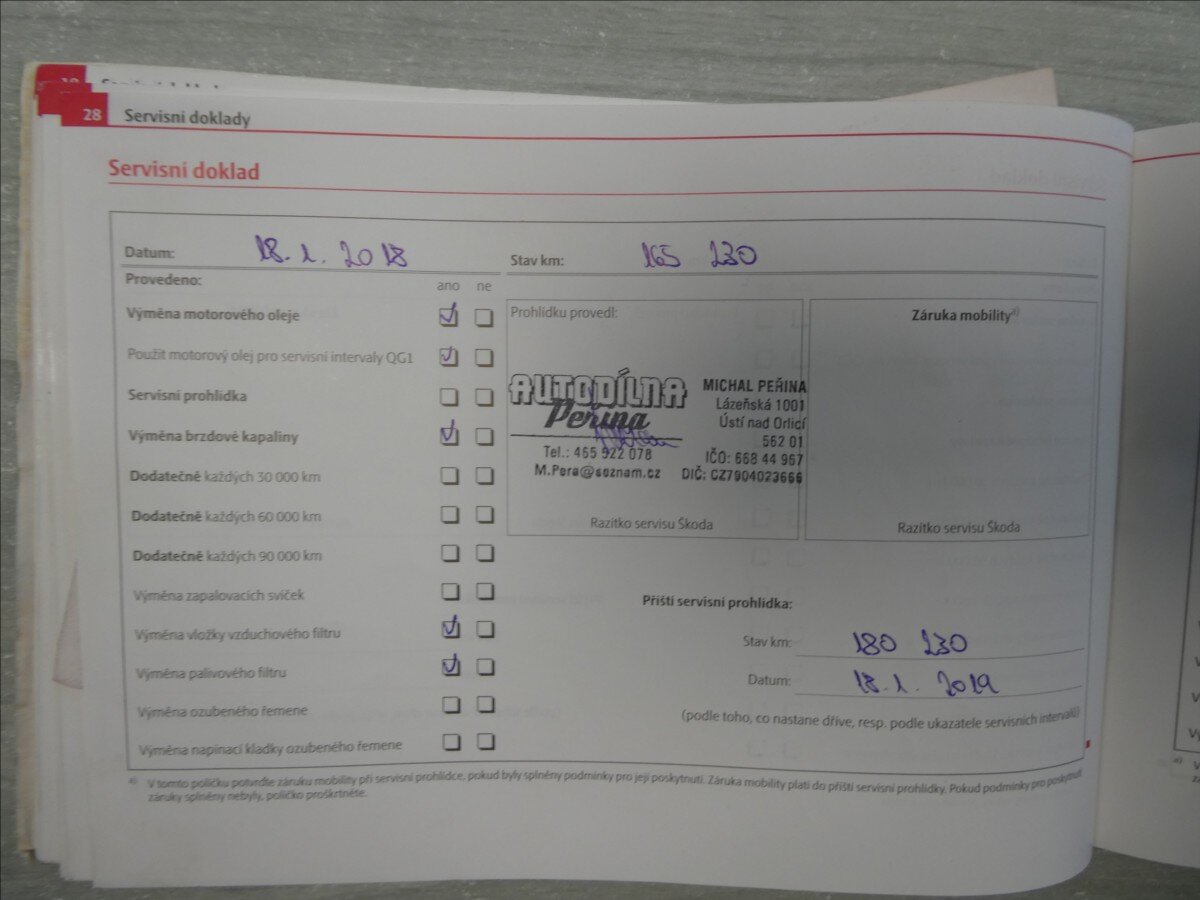 28 Servisní doklady
Servisní doklad
Datum: 18. 1. 2018
Stav km: 165 230
Provedeno:
ano ne
Výměna motorového oleje
Použit motorový olej pro servisní intervaly QG1
Servisní prohlídka
Výměna brzdové kapaliny
Dodatečně každých 30 000 km
Dodatečně každých 60 000 km
Dodatečně každých 90 000 km
Výměna zapalovacích svíček
Výměna vložky vzduchového filtru
Výměna palivového filtru
Výměna ozubeného řemene
Výměna napínací kladky ozubeného řemene
Prohlídku provedl:
AUTODÍLNA
Peřina
Tel.: 465 922 078
M.Pera@seznam.cz
MICHAL PEŘINA
Lázeňská 1001
Ústí nad Orlicí
562 01
IČO: 668 44 967
DIČ: CZ7904023666
Razítko servisu Škoda
Záruka mobility a)
Razítko servisu Škoda
Příští servisní prohlídka:
Stav km: 180 230
Datum: 18. 1. 2019
(podle toho, co nastane dříve, resp. podle ukazatele servisních intervalů)
a) V tomto políčku potvrďte záruku mobility při servisní prohlídce, pokud byly splněny podmínky pro její poskytnutí. Záruka mobility platí do příští servisní prohlídky. Pokud podmínky pro poskytnutí
záruky splněny nebyly, políčko proškrtněte.